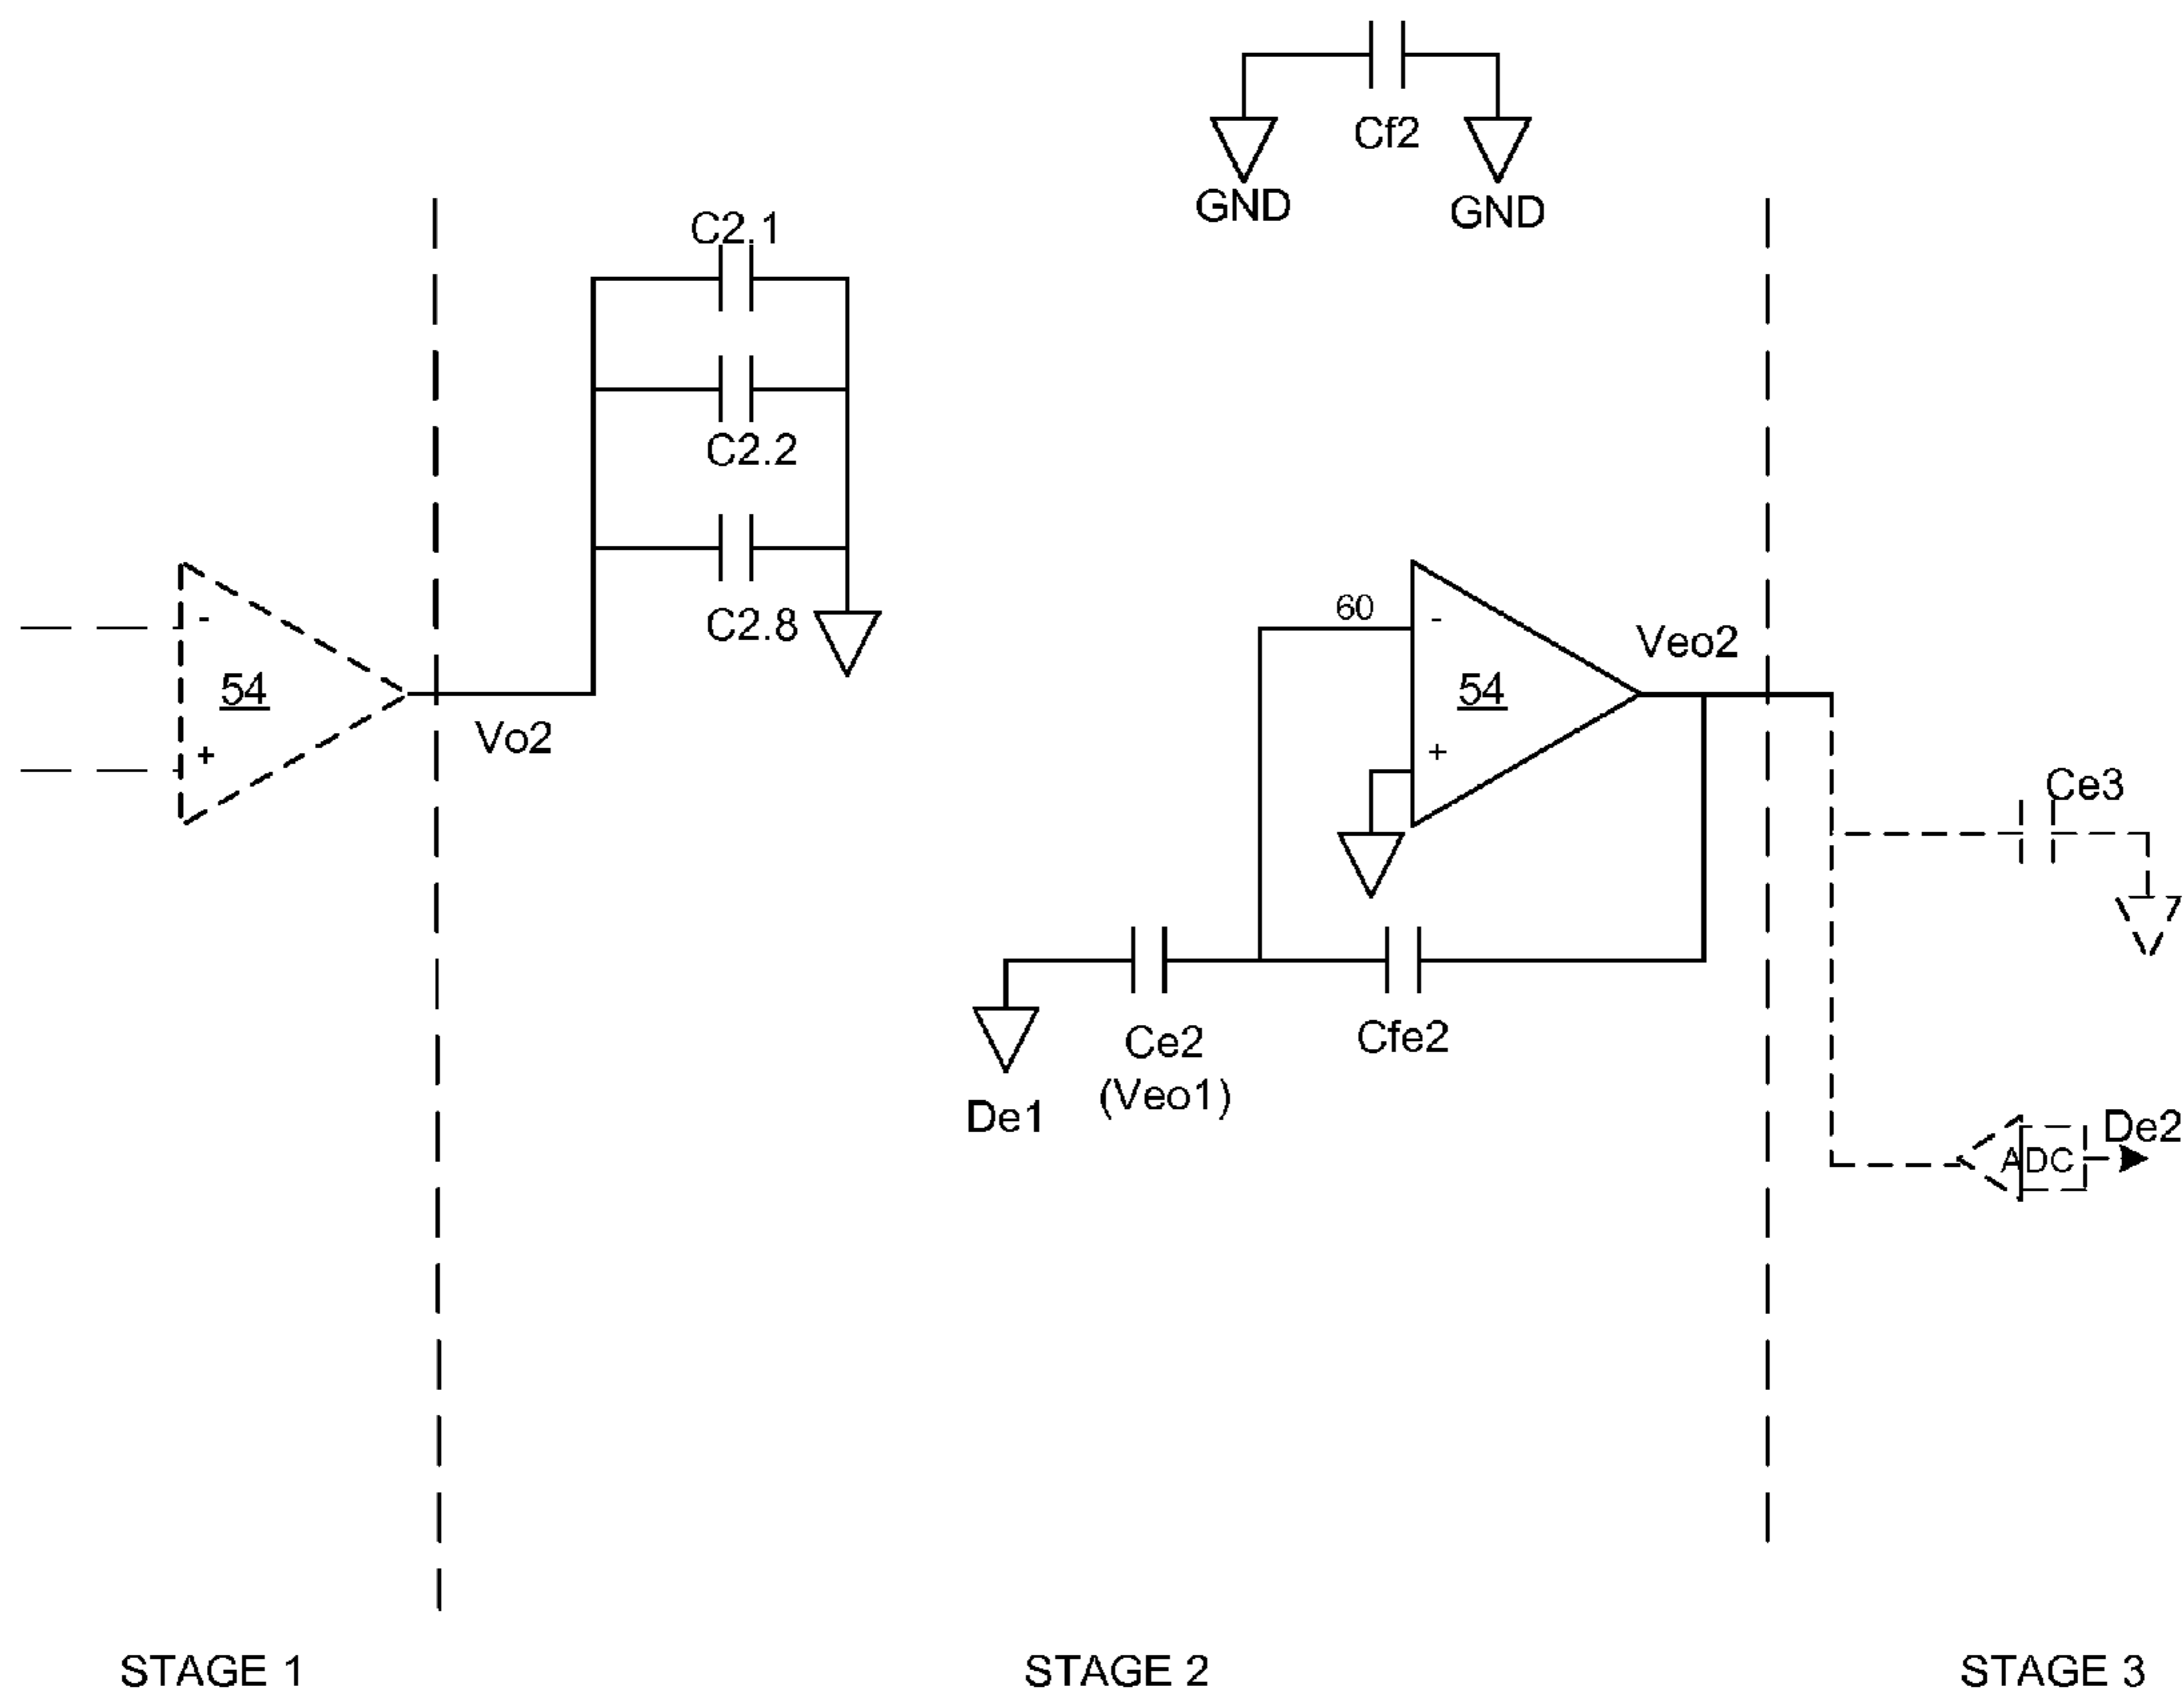 Cf2
GND
GND
C2.1
C2.2
C2.8
-
54
+
Vo2
60
-
54
+
Veo2
Ce3
Ce2
(Veo1)
Cfe2
De1
ADC
De2
STAGE 1
STAGE 2
STAGE 3